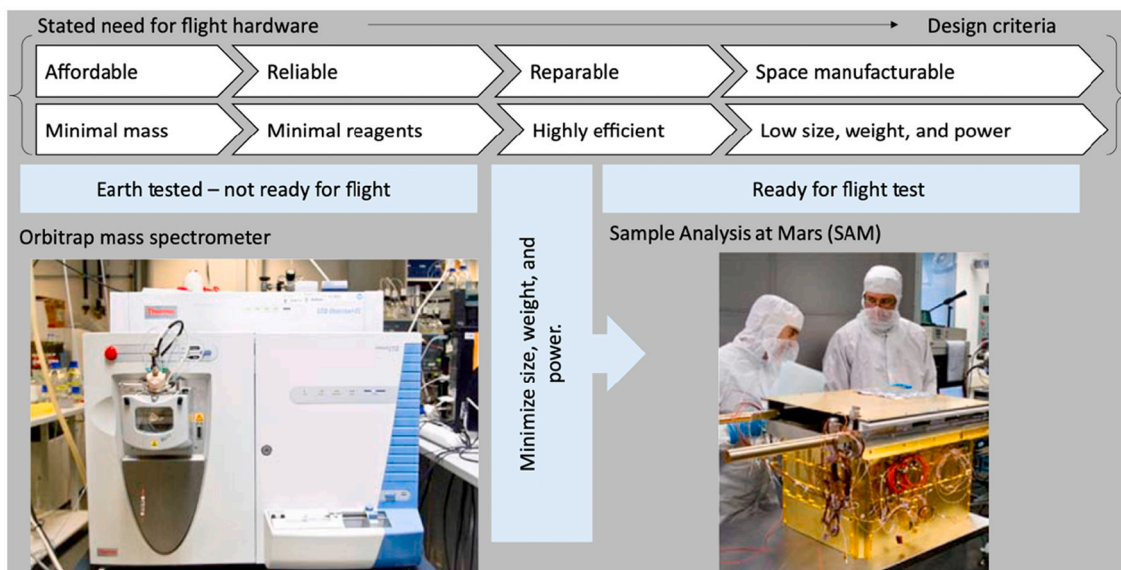 Stated need for flight hardware
Design criteria
Affordable
Reliable
Reparable
Space manufacturable
Minimal mass
Minimal reagents
Highly efficient
Low size, weight, and power
Earth tested – not ready for flight
Ready for flight test
Orbitrap mass spectrometer
Sample Analysis at Mars (SAM)
Minimize size, weight, and
power.
Thermo